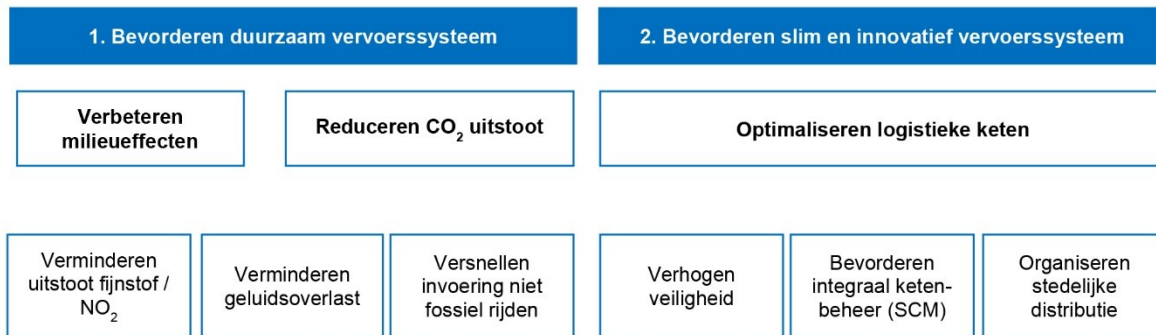 1. Bevorderen duurzaam vervoerssysteem
2. Bevorderen slim en innovatief vervoerssysteem
Verbeteren
milieueffecten
Reduceren CO₂ uitstoot
Optimaliseren logistieke keten
Verminderen
uitstoot fijnstof /
NO₂
Verminderen
geluidsoverlast
Versnellen
invoering niet
fossiel rijden
Verhogen
veiligheid
Bevorderen
integraal keten-
beheer (SCM)
Organiseren
stedelijke
distributie